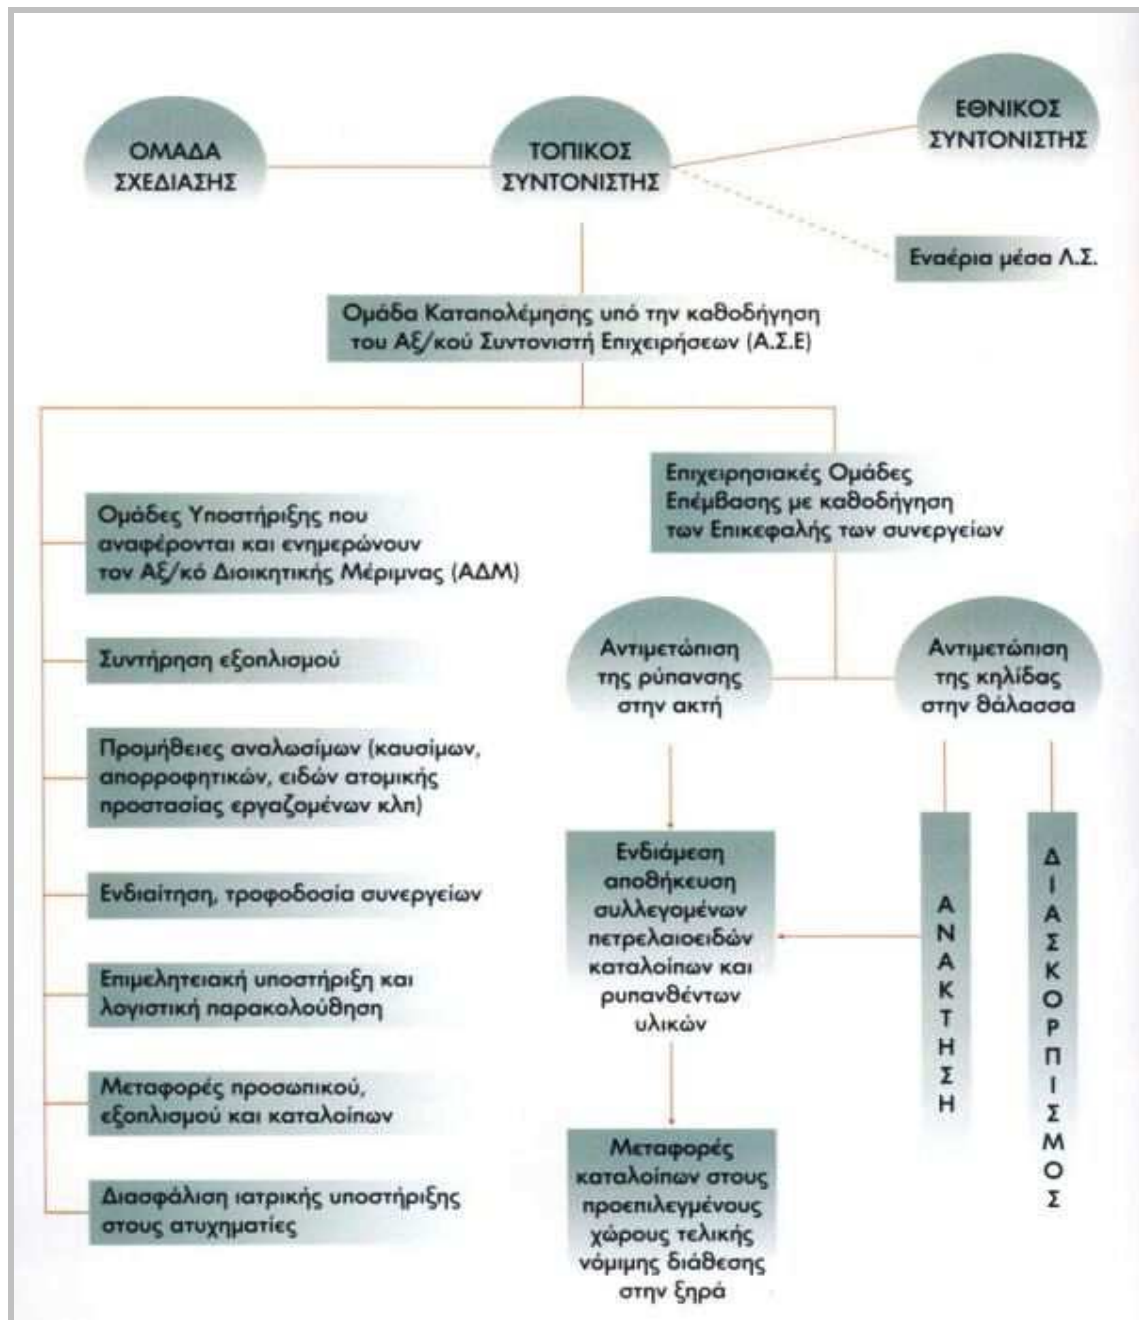 ΟΜΑΔΑ
ΣΧΕΔΙΑΣΗΣ
ΤΟΠΙΚΟΣ
ΣΥΝΤΟΝΙΣΤΗΣ
ΕΘΝΙΚΟΣ
ΣΥΝΤΟΝΙΣΤΗΣ
Εναέρια μέσα Λ.Σ.
Ομάδα Καταπολέμησης υπό την καθοδήγηση
του Αξ/κού Συντονιστή Επιχειρήσεων (Α.Σ.Ε)
Ομάδες Υποστήριξης που
αναφέρονται και ενημερώνουν
τον Αξ/κό Διοικητικής Μέριμνας (ΑΔΜ)
Συντήρηση εξοπλισμού
Προμήθειες αναλωσίμων (καυσίμων,
απορροφητικών, ειδών ατομικής
προστασίας εργαζομένων κλπ)
Ενδιαίτηση, τροφοδοσία συνεργείων
Επιμελητειακή υποστήριξη και
λογιστική παρακολούθηση
Μεταφορές προσωπικού,
εξοπλισμού και καταλοίπων
Διασφάλιση ιατρικής υποστήριξης
στους ατυχηματίες
Επιχειρησιακές Ομάδες
Επέμβασης με καθοδήγηση
των Επικεφαλής των συνεργείων
Αντιμετώπιση
της ρύπανσης
στην ακτή
Αντιμετώπιση
της κηλίδας
στην θάλασσα
Ενδιάμεση
αποθήκευση
συλλεγομένων
πετρελαιοειδών
καταλοίπων και
ρυπανθέντων
υλικών
Μεταφορές
καταλοίπων στους
προεπιλεγμένους
χώρους τελικής
νόμιμης διάθεσης
στην ξηρά
ΑΝΑΚΤΗΣΗ
ΔΙΑΣΚΟΡΠΙΣΜΟΣ